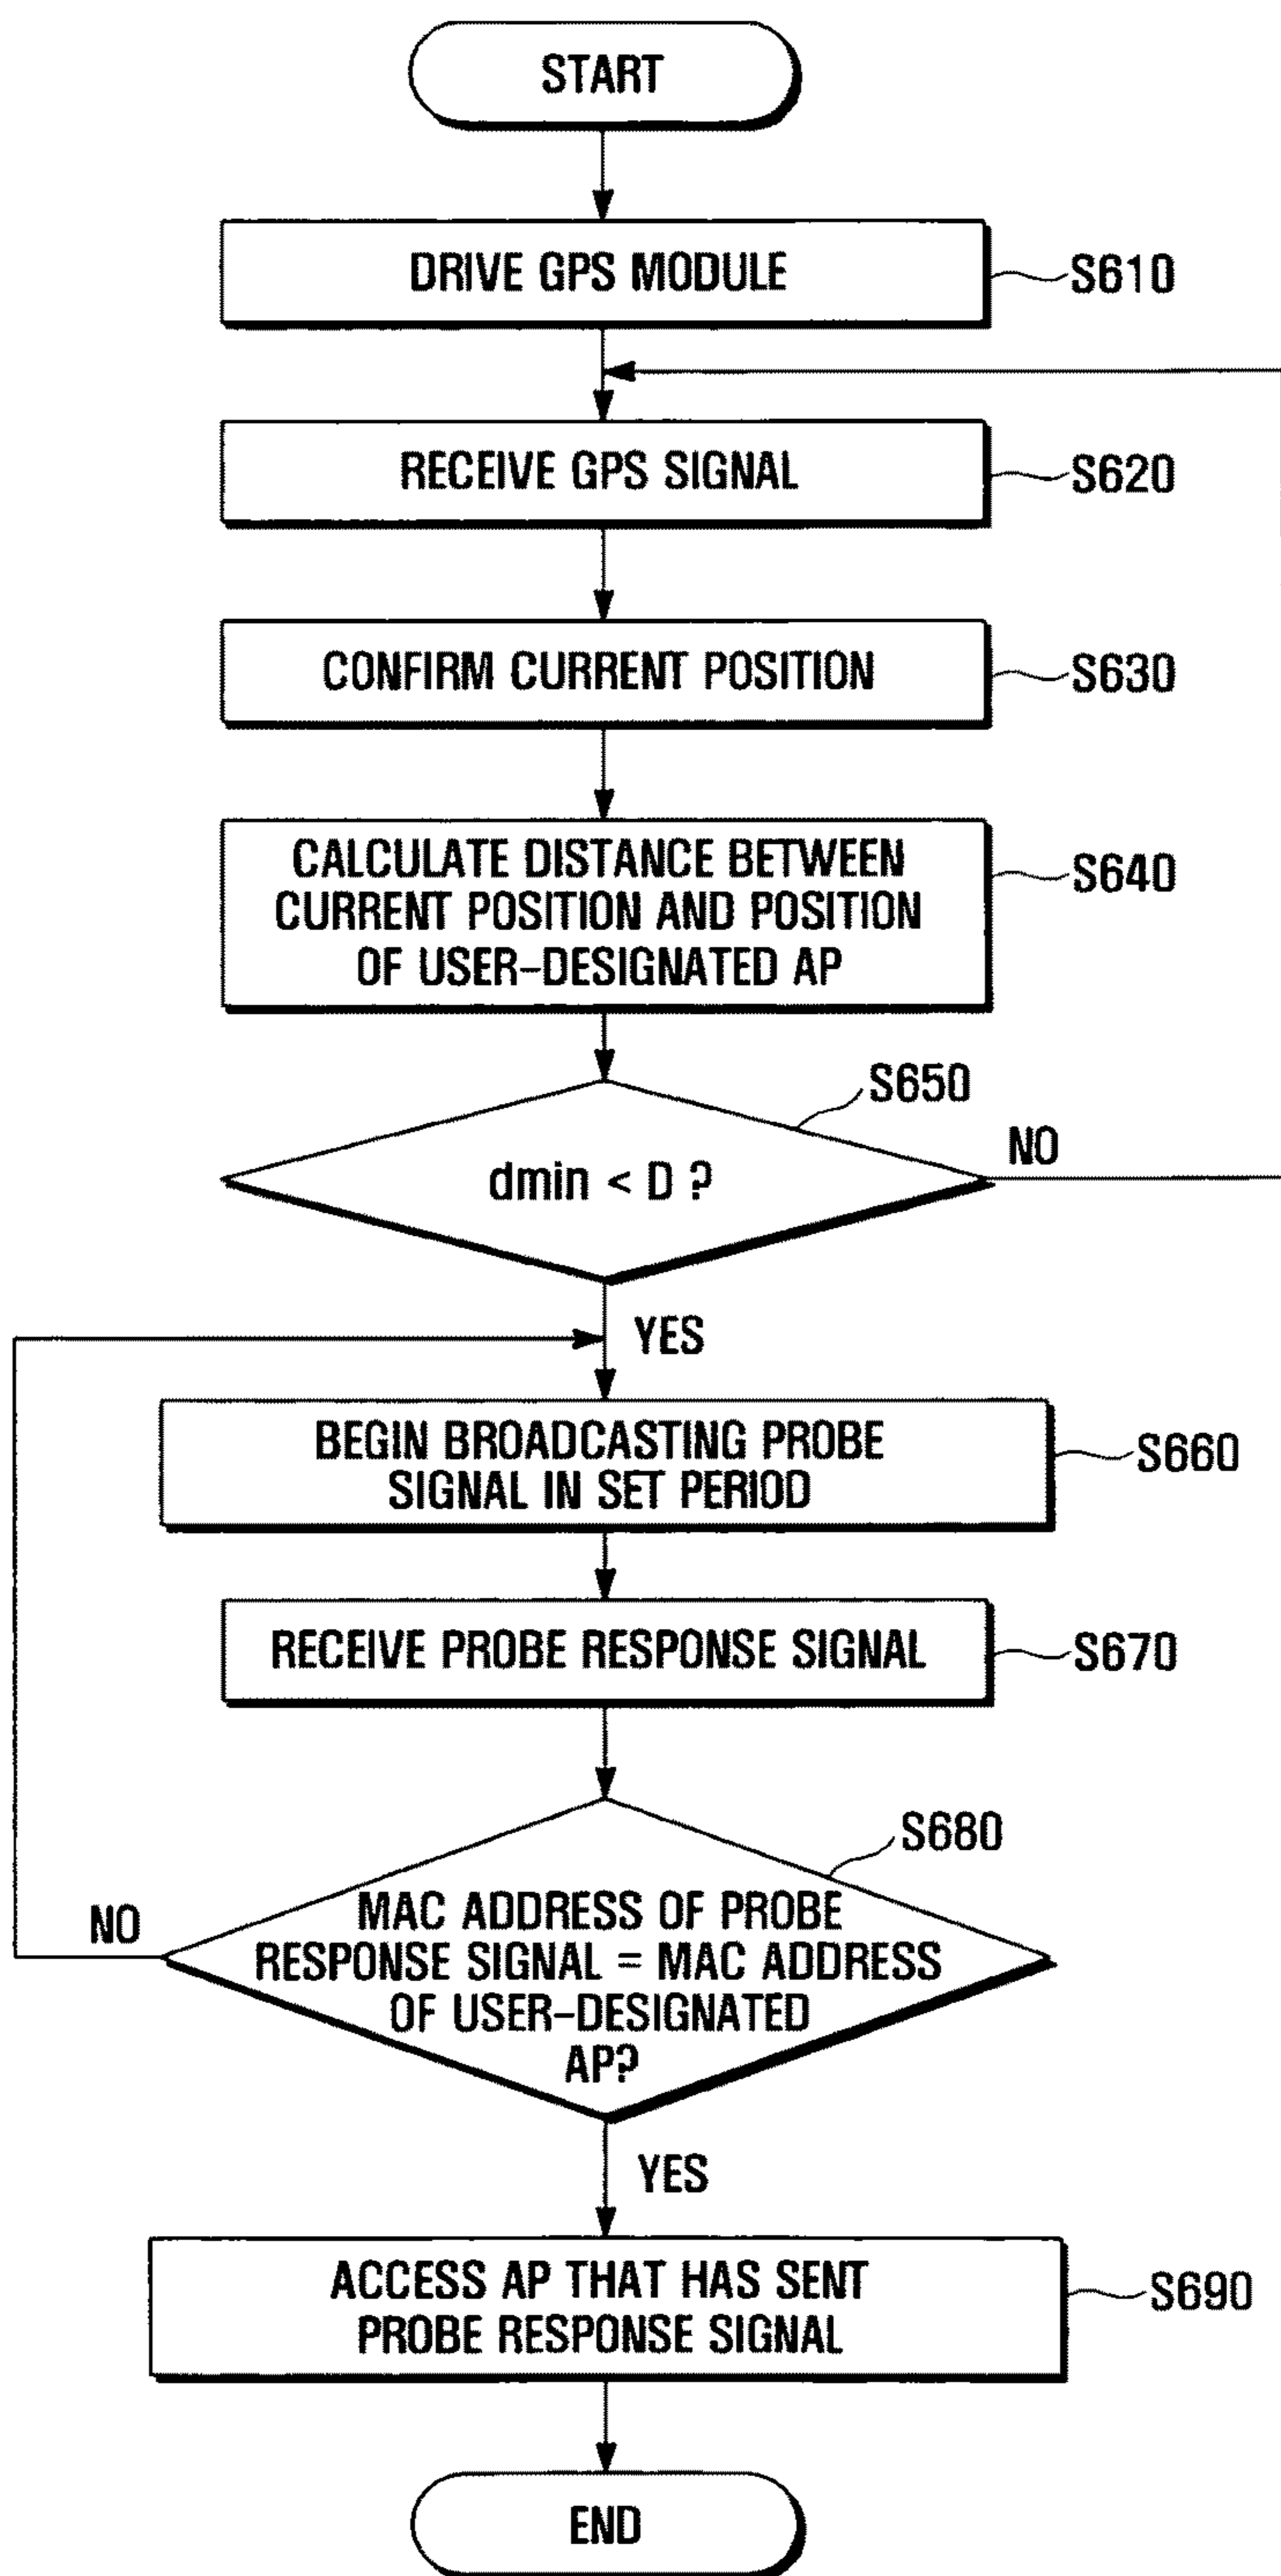 START
DRIVE GPS MODULE
S610
RECEIVE GPS SIGNAL
S620
CONFIRM CURRENT POSITION
S630
CALCULATE DISTANCE BETWEEN
CURRENT POSITION AND POSITION
OF USER-DESIGNATED AP
S640
S650
dmin < D ?
NO
YES
BEGIN BROADCASTING PROBE
SIGNAL IN SET PERIOD
S660
RECEIVE PROBE RESPONSE SIGNAL
S670
S680
MAC ADDRESS OF PROBE
RESPONSE SIGNAL = MAC ADDRESS
OF USER-DESIGNATED
AP?
NO
YES
ACCESS AP THAT HAS SENT
PROBE RESPONSE SIGNAL
S690
END